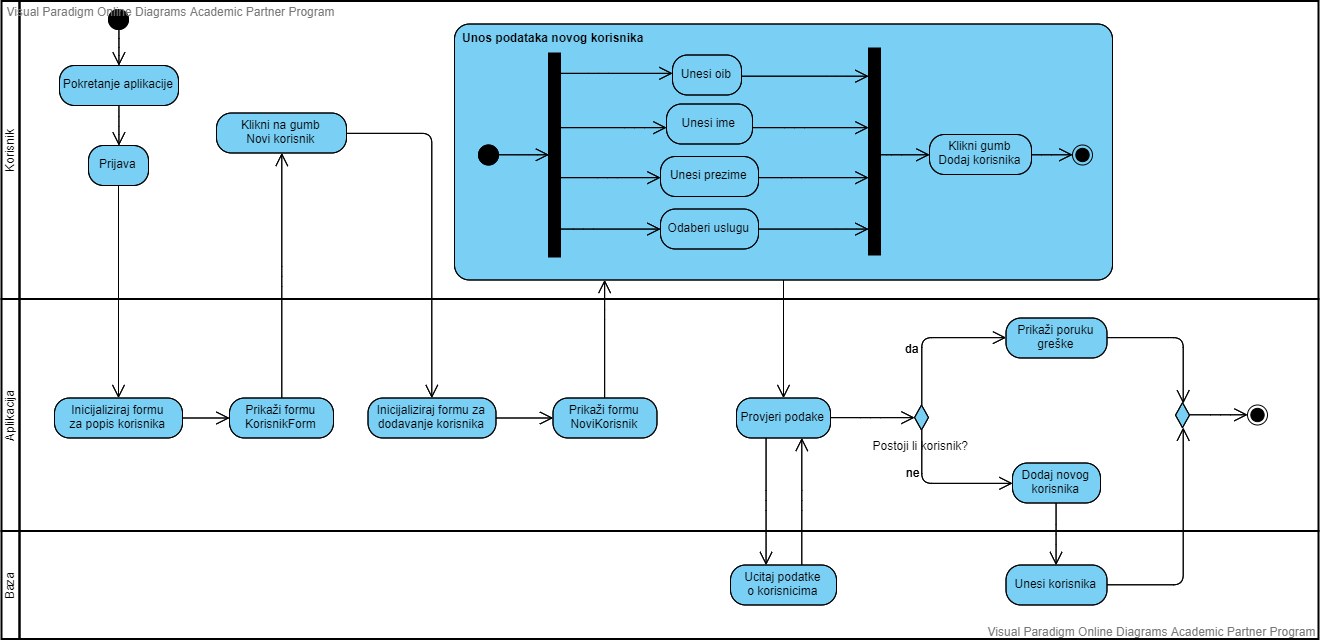 Visual Paradigm Online Diagrams Academic Partner Program
Korisnik
Pokretanje aplikacije
Prijava
Klikni na gumb
Novi korisnik
Unos podataka novog korisnika
Unesi oib
Unesi ime
Unesi prezime
Odaberi uslugu
Klikni gumb
Dodaj korisnika
Aplikacija
Inicijaliziraj formu
za popis korisnika
Prikaži formu
KorisnikForm
Inicijaliziraj formu za
dodavanje korisnika
Prikaži formu
NoviKorisnik
Provjeri podake
Postoji li korisnik?
da
Prikaži poruku
greške
ne
Dodaj novog
korisnika
Baza
Ucitaj podatke
o korisnicima
Unesi korisnika
Visual Paradigm Online Diagrams Academic Partner Program